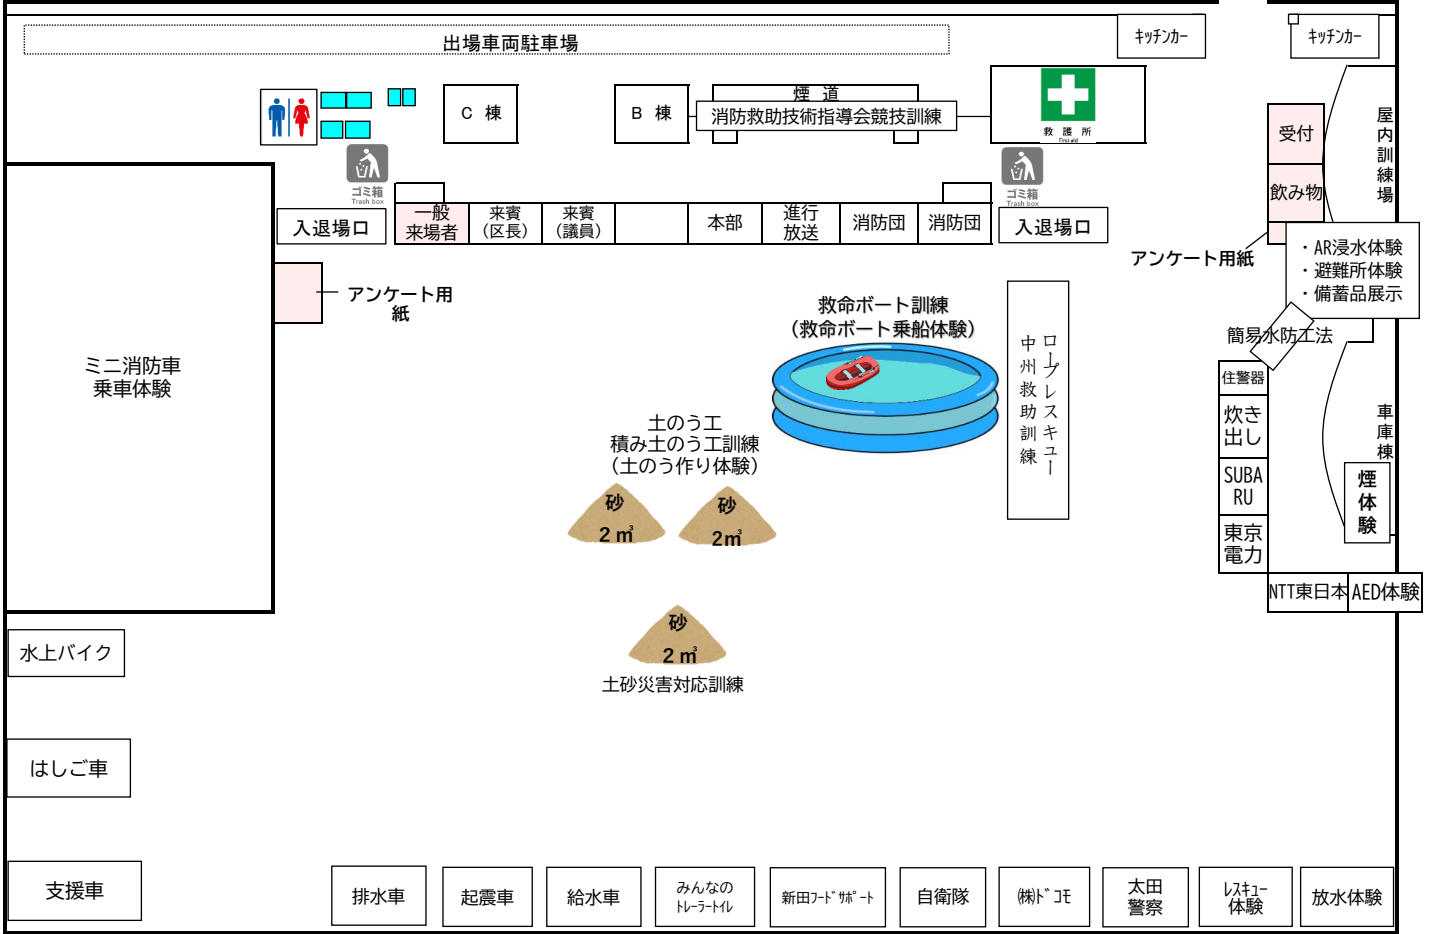 出場車両駐車場
ｷｯﾁﾝｶｰ
ｷｯﾁﾝｶｰ
C 棟
B 棟
煙 道
消防救助技術指導会競技訓練
救 護 所
First aid
受付
飲み物
屋内訓練場
ゴミ箱
Trash box
ゴミ箱
Trash box
入退場口
一般
来場者
来賓
（区長）
来賓
（議員）
本部
進行
放送
消防団
消防団
入退場口
アンケート用紙
・AR浸水体験
・避難所体験
・備蓄品展示
アンケート用
紙
救命ボート訓練
（救命ボート乗船体験）
ロープレスキュー
中州救助訓練
簡易水防工法
ミニ消防車
乗車体験
住警器
炊き
出し
SUBA
RU
東京
電力
車庫棟
煙体験
土のう工
積み土のう工訓練
（土のう作り体験）
砂
２㎥
砂
2㎥
NTT東日本
AED体験
砂
２㎥
土砂災害対応訓練
水上バイク
はしご車
支援車
排水車
起震車
給水車
みんなの
ﾄﾚｰﾗｰﾄｲﾚ
新田ﾌｰﾄﾞｻﾎﾟｰﾄ
自衛隊
㈱ﾄﾞｺﾓ
太田
警察
ﾚｽｷｭｰ
体験
放水体験